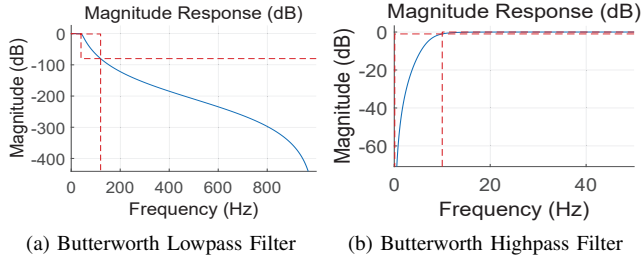 Magnitude Response (dB)
Magnitude (dB)
0
-100
-200
-300
-400
0 200 400 600 800
Frequency (Hz)
(a) Butterworth Lowpass Filter
Magnitude Response (dB)
Magnitude (dB)
0
-20
-40
-60
0 20 40
Frequency (Hz)
(b) Butterworth Highpass Filter